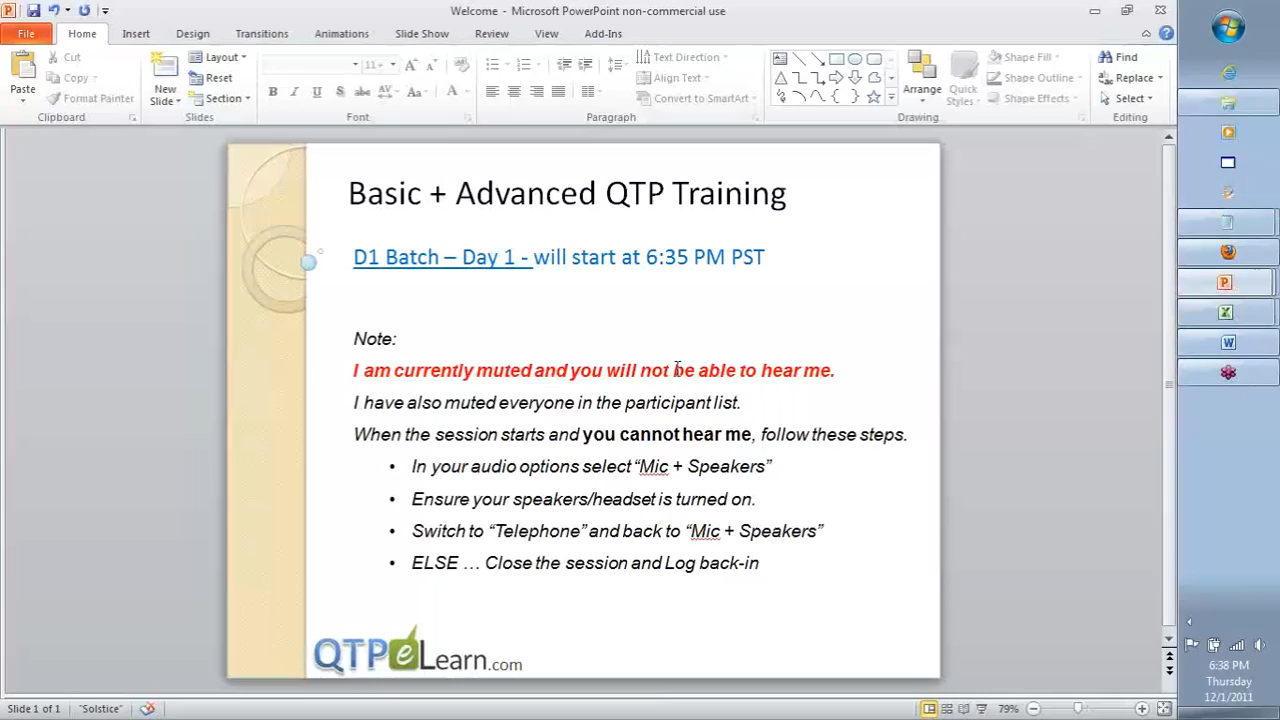 Welcome - Microsoft PowerPoint non-commercial use
File Home Insert Design Transitions Animations Slide Show Review View Add-Ins
Cut Layout 11 Text Direction Shape Fill Find
Copy Reset Align Text Shape Outline Replace
Paste Format Painter New Slide Section Convert to SmartArt Arrange Quick Styles Shape Effects Select
Clipboard Slides Font Paragraph Drawing Editing
Basic + Advanced QTP Training
D1 Batch – Day 1 - will start at 6:35 PM PST
Note:
I am currently muted and you will not be able to hear me.
I have also muted everyone in the participant list.
When the session starts and you cannot hear me, follow these steps.
• In your audio options select “Mic + Speakers”
• Ensure your speakers/headset is turned on.
• Switch to “Telephone” and back to “Mic + Speakers”
• ELSE … Close the session and Log back-in
QTPeLearn.com
6:38 PM
Thursday
12/1/2011
Slide 1 of 1 "Solstice" 79%